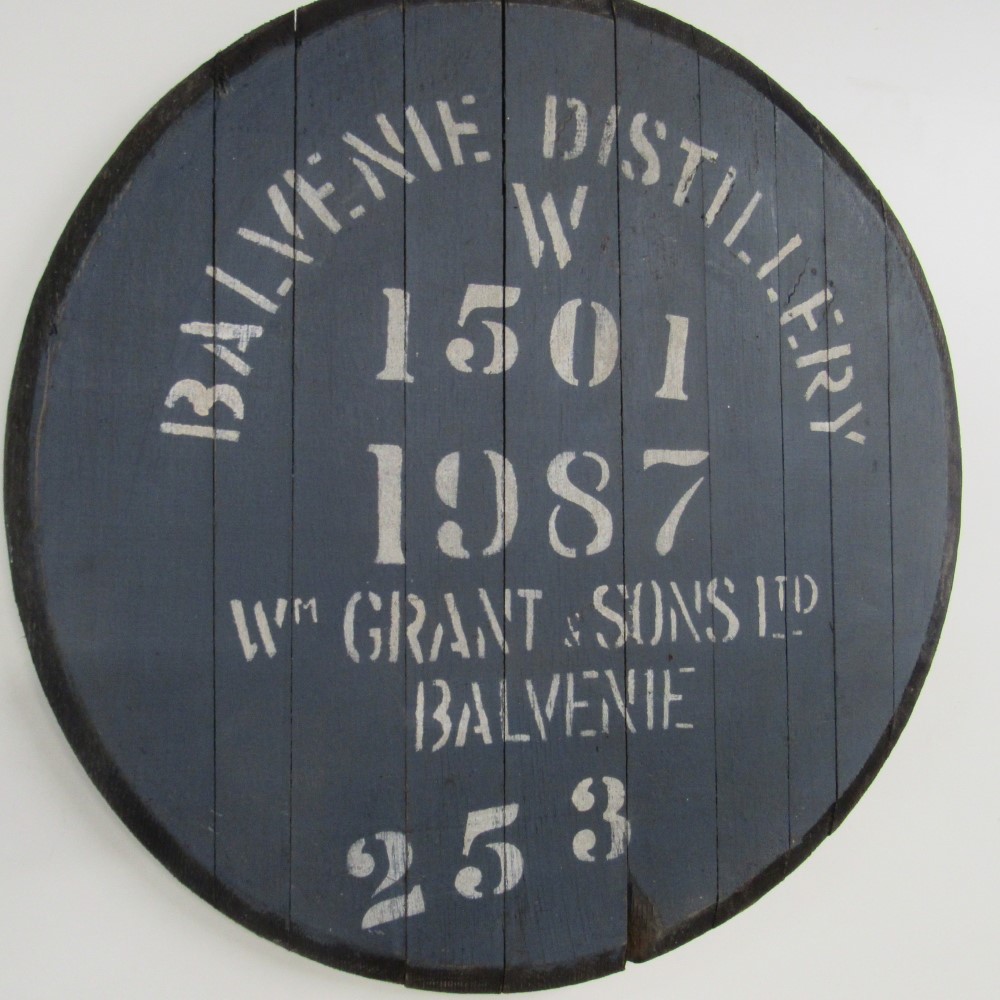 BALVENIE DISTILLERY
W
1501
1987
WM GRANT & SONS LTD
BALVENIE
253